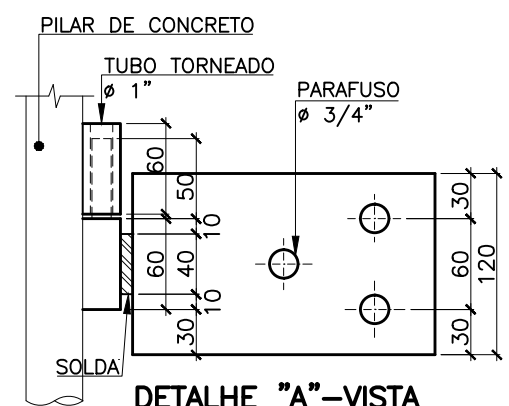 PILAR DE CONCRETO
TUBO TORNEADO
ø 1"
PARAFUSO
ø 3/4"
60
50
10
60
40
10
30
30
60
120
30
SOLDA
DETALHE "A"-VISTA